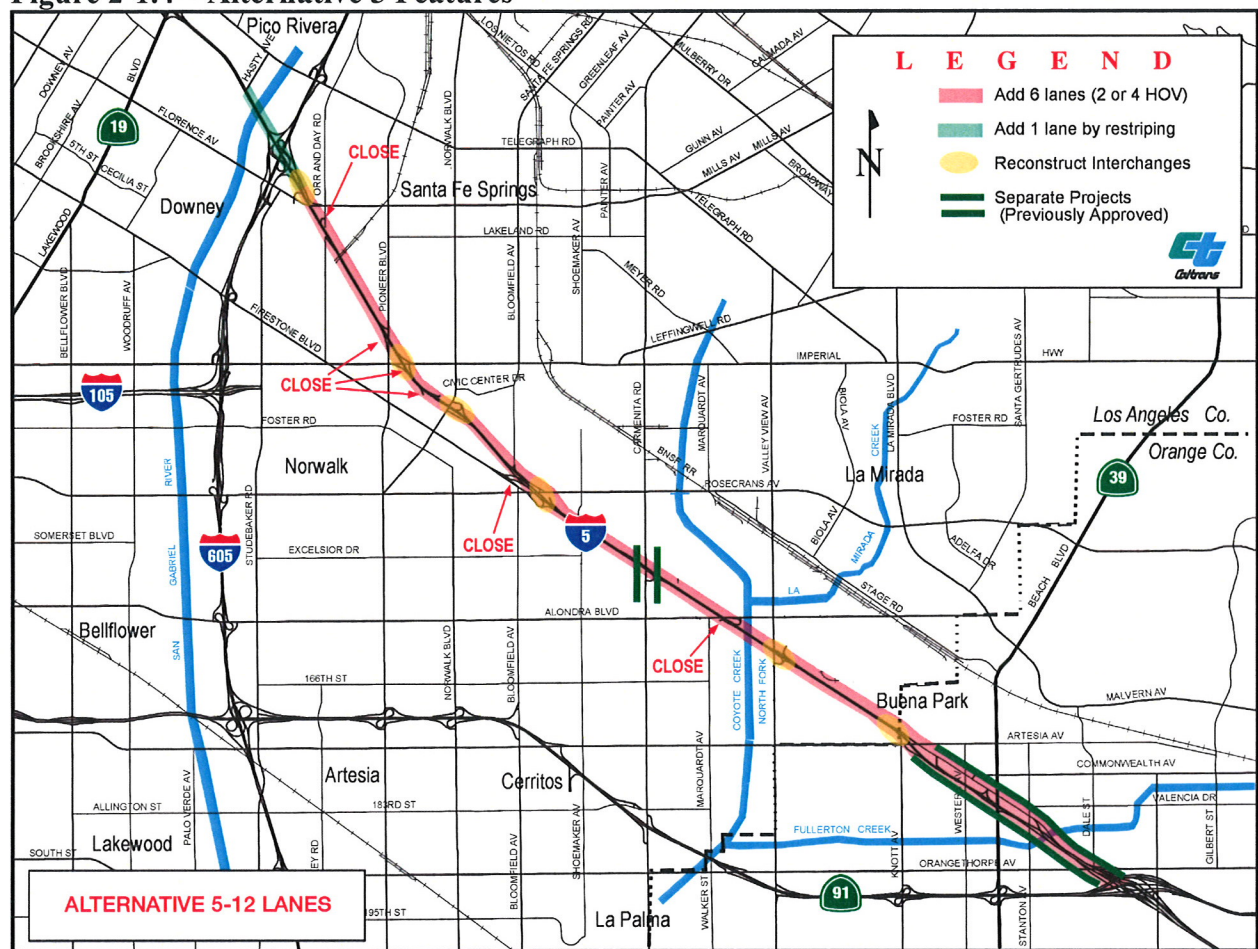 Pico Rivera
LOS NIETOS RD
SANTA FE SPRINGS RD
GREENLEAF AV
PAINTER AV
MULBERRY DR
CALMADA AV
LEGEND
Add 6 lanes (2 or 4 HOV)
Add 1 lane by restriping
Reconstruct Interchanges
Separate Projects
(Previously Approved)
Caltrans
N
DOWNEY AV
BLVD
HASTY AVE
BROOKSHIRE AV
19
FLORENCE AV
5TH ST
CECILIA ST
ORR AND DAY RD
CLOSE
NORWALK BLVD
TELEGRAPH RD
GUNN AV
MILLS AV
MILLS AV
BROADWAY
Santa Fe Springs
PAINTER AV
TELEGRAPH RD
Downey
LAKEWOOD
LAKELAND RD
BELLFLOWER BLVD
WOODRUFF AV
PIONEER BLVD
BLOOMFIELD AV
SHOEMAKER AV
MEYER RD
LEFFINGWELL RD
FIRESTONE BLVD
IMPERIAL
HWY
SANTA GERTRUDES AV
CLOSE
CIVIC CENTER DR
105
FOSTER RD
CARMENITA RD
MARQUARDT AV
VALLEY VIEW AV
BIOLA AV
LA MIRADA BLVD
CREEK
FOSTER RD
Los Angeles Co.
Orange Co.
Norwalk
RIVER
BNSF RR
La Mirada
39
ROSECRANS AV
STUDEBAKER RD
CLOSE
5
SOMERSET BLVD
605
EXCELSIOR DR
BIOLA AV
MIRADA
ADELFA DR
BEACH BLVD
GABRIEL
LA
STAGE RD
ALONDRA BLVD
Bellflower
SAN
CLOSE
NORWALK BLVD
BLOOMFIELD AV
166TH ST
COYOTE CREEK
NORTH FORK
Buena Park
MALVERN AV
ARTESIA AV
COMMONWEALTH AV
Artesia
Cerritos
MARQUARDT AV
VALENCIA DR
PALO VERDE AV
ALLINGTON ST
183RD ST
WESTERN
DALE ST
GILBERT ST
Lakewood
SOUTH ST
EY RD
BLOOMFIELD AV
SHOEMAKER AV
FULLERTON CREEK
KNOTT AV
ORANGETHORPE AV
ALTERNATIVE 5-12 LANES
195TH ST
La Palma
WALKER ST
91
STANTON AV